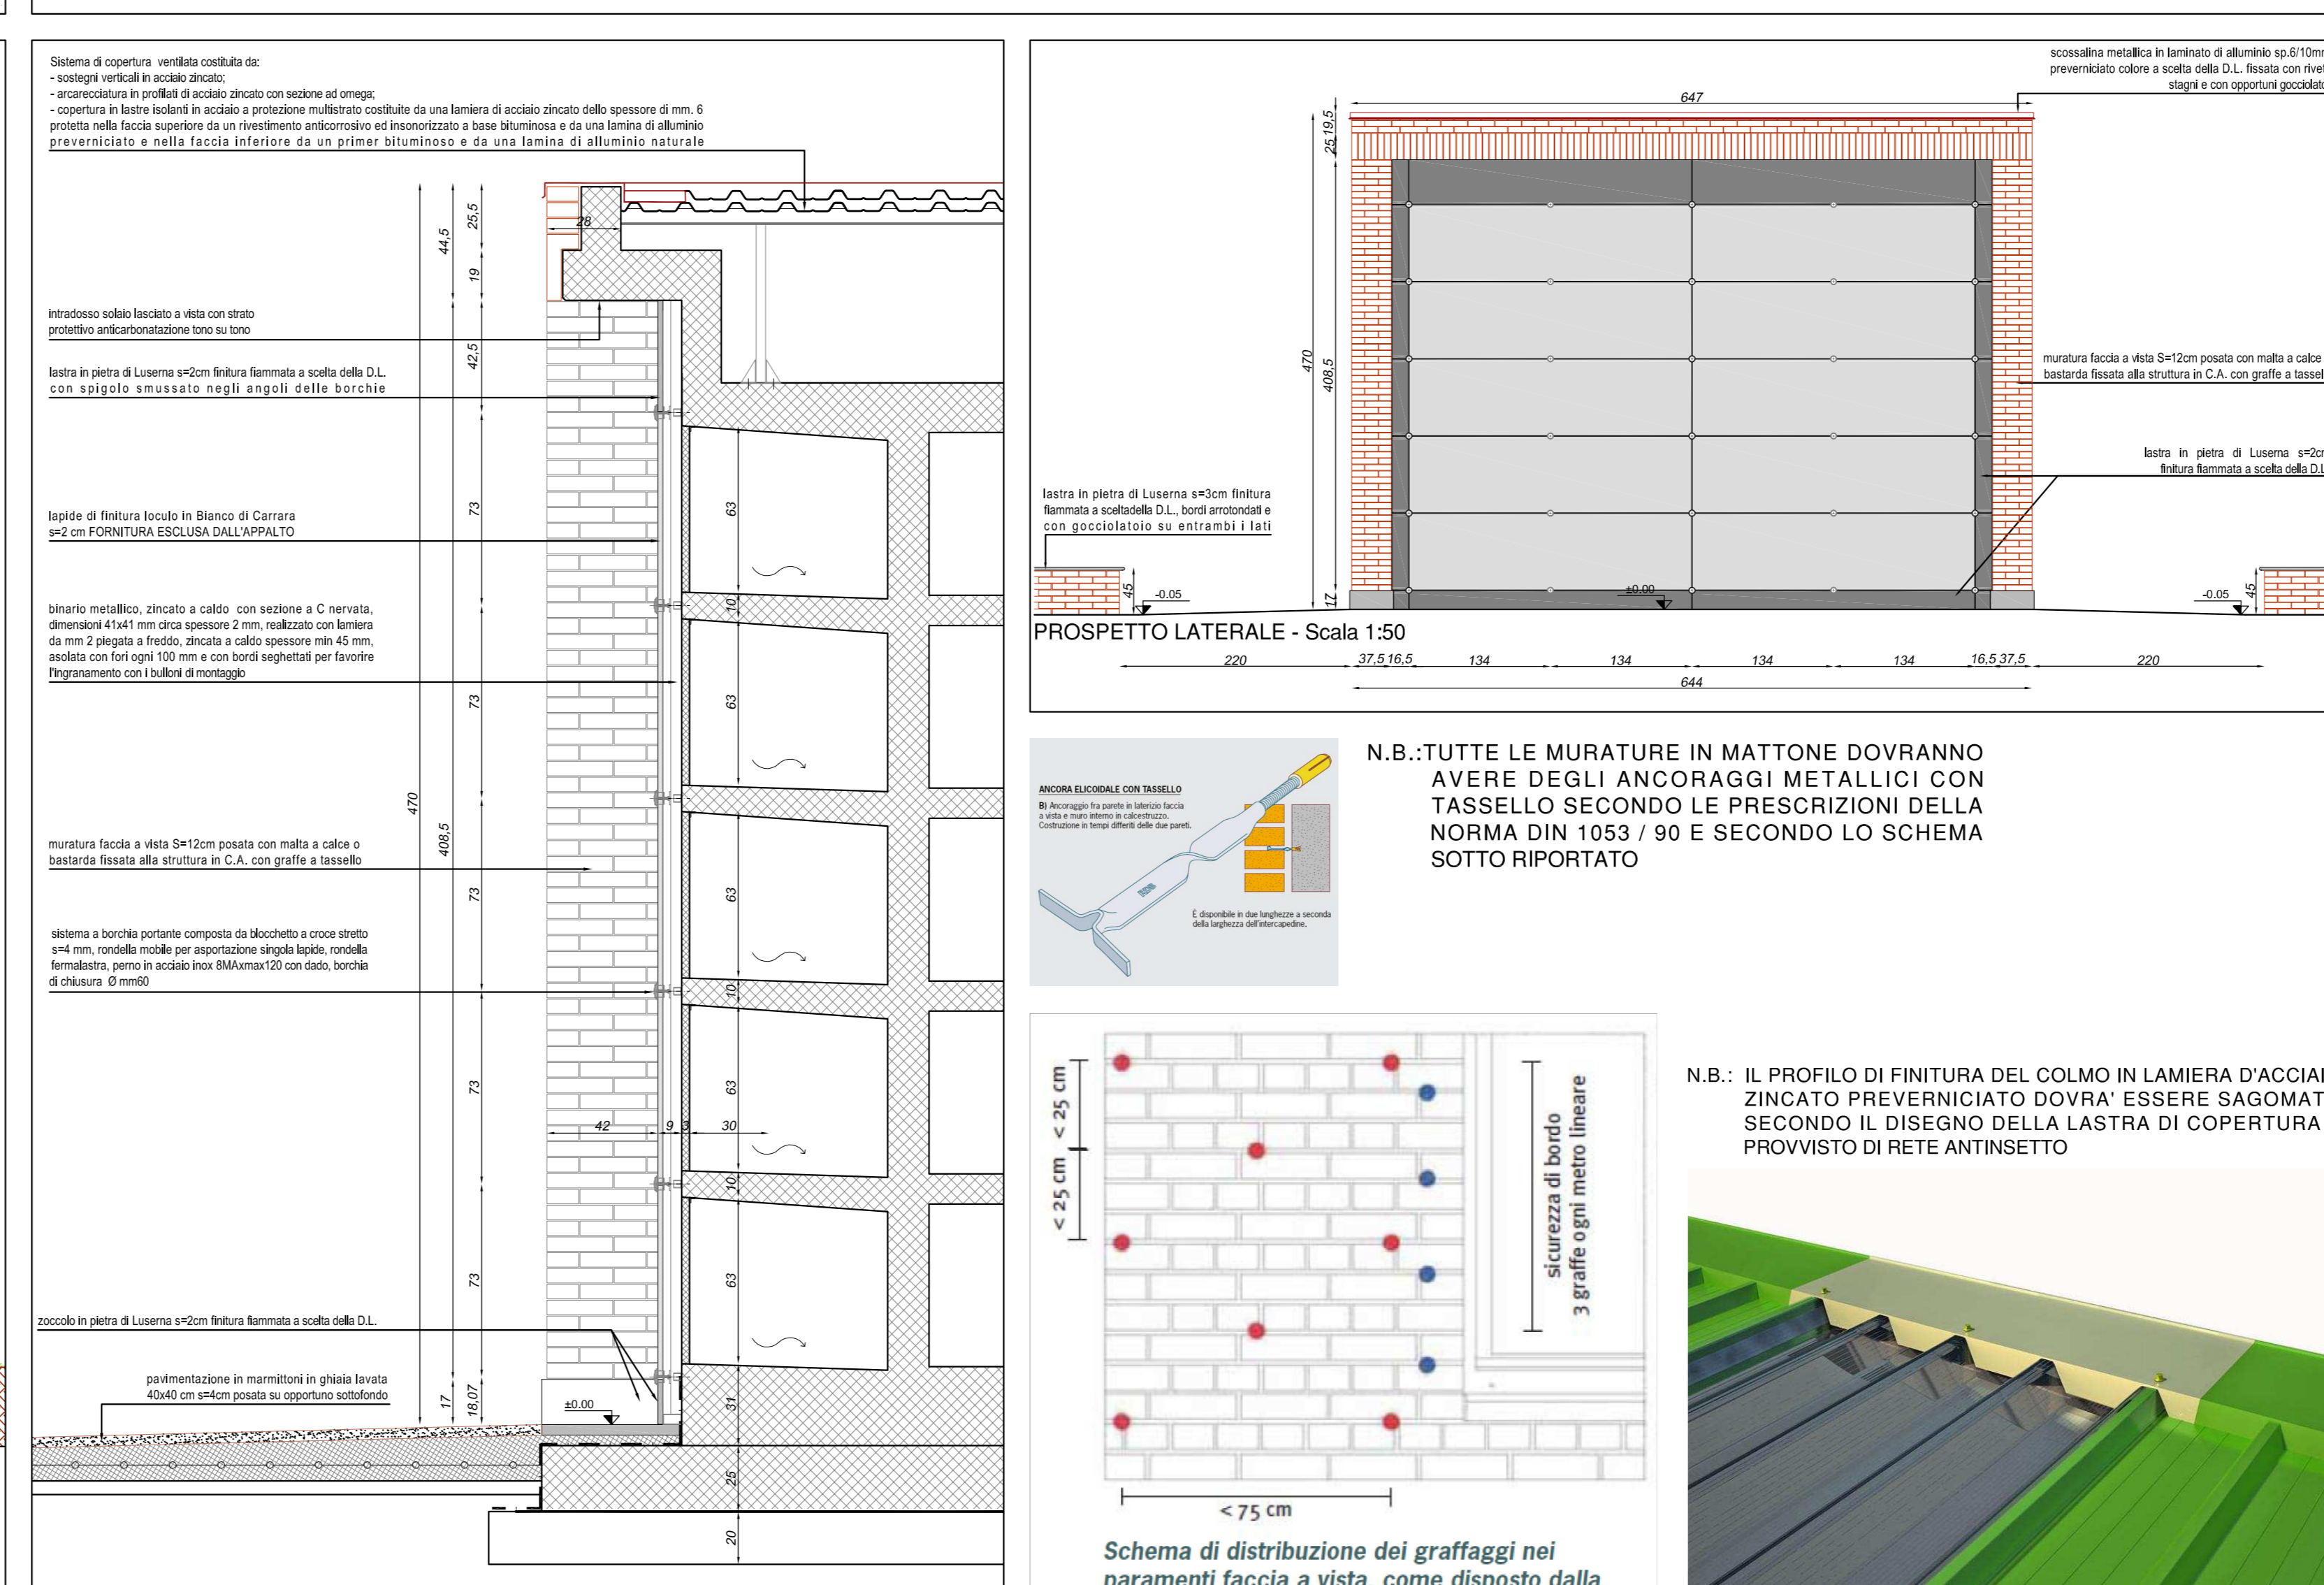 Sistema di copertura ventilata costituita da:
- sostegni verticali in acciaio zincato;
- arcarecciatura in profilati di acciaio zincato con sezione ad omega;
- copertura in lastre isolanti in acciaio a protezione multistrato costituite da una lamiera di acciaio zincato dello spessore di mm. 6
protetta nella faccia superiore da un rivestimento anticorrosivo ed insonorizzato a base bituminosa e da una lamina di alluminio
preverniciato e nella faccia inferiore da un primer bituminoso e da una lamina di alluminio naturale
28
25,5
44,5
19
intradosso solaio lasciato a vista con strato
protettivo anticarbonatazione tono su tono
42,5
lastra in pietra di Luserna s=2cm finitura fiammata a scelta della D.L.
con spigolo smussato negli angoli delle borchie
73
63
lapide di finitura loculo in Bianco di Carrara
s=2 cm FORNITURA ESCLUSA DALL'APPALTO
10
binario metallico, zincato a caldo con sezione a C nervata,
dimensioni 41x41 mm circa spessore 2 mm, realizzato con lamiera
da mm 2 piegata a freddo, zincata a caldo spessore min 45 mm,
asolata con fori ogni 100 mm e con bordi seghettati per favorire
l'ingranamento con i bulloni di montaggio
73
63
470
408,5
10
muratura faccia a vista S=12cm posata con malta a calce o
bastarda fissata alla struttura in C.A. con graffe a tassello
73
63
sistema a borchia portante composta da blocchetto a croce stretto
s=4 mm, rondella mobile per asportazione singola lapide, rondella
fermalastra, perno in acciaio inox 8MAxmax120 con dado, borchia
di chiusura Ø mm60
10
73
63
42
9
3
30
10
73
63
zoccolo in pietra di Luserna s=2cm finitura fiammata a scelta della D.L.
pavimentazione in marmittoni in ghiaia lavata
40x40 cm s=4cm posata su opportuno sottofondo
17
18,07
±0.00
31
25
20
scossalina metallica in laminato di alluminio sp.6/10mm
preverniciato colore a scelta della D.L. fissata con
stagni e con opportuni
647
19,5
25
470
408,5
17
muratura faccia a vista S=12cm posata con malta a calce
bastarda fissata alla struttura in C.A. con graffe a
lastra in pietra di Luserna
finitura fiammata a scelta della
lastra in pietra di Luserna s=3cm finitura
fiammata a sceltadella D.L., bordi arrotondati e
con gocciolatoio su entrambi i lati
45
-0.05
±0.00
-0.05
45
PROSPETTO LATERALE - Scala 1:50
220
37,5
16,5
134
134
134
134
16,5
37,5
220
644
ANCORA ELICOIDALE CON TASSELLO
B) Ancoraggio fra parete in laterizio faccia
a vista e muro interno in calcestruzzo.
Costruzione in tempi differiti delle due pareti.
È disponibile in due lunghezze a seconda
della larghezza dell'intercapedine.
N.B.:TUTTE LE MURATURE IN MATTONE DOVRANNO
AVERE DEGLI ANCORAGGI METALLICI CON
TASSELLO SECONDO LE PRESCRIZIONI DELLA
NORMA DIN 1053 / 90 E SECONDO LO SCHEMA
SOTTO RIPORTATO
< 25 cm
< 25 cm
sicurezza di bordo
3 graffe ogni metro lineare
< 75 cm
Schema di distribuzione dei graffaggi nei
paramenti faccia a vista, come disposto dalla
N.B.: IL PROFILO DI FINITURA DEL COLMO IN LAMIERA
ZINCATO PREVERNICIATO DOVRA' ESSERE
SECONDO IL DISEGNO DELLA LASTRA DI COPERTURA
PROVVISTO DI RETE ANTINSETTO